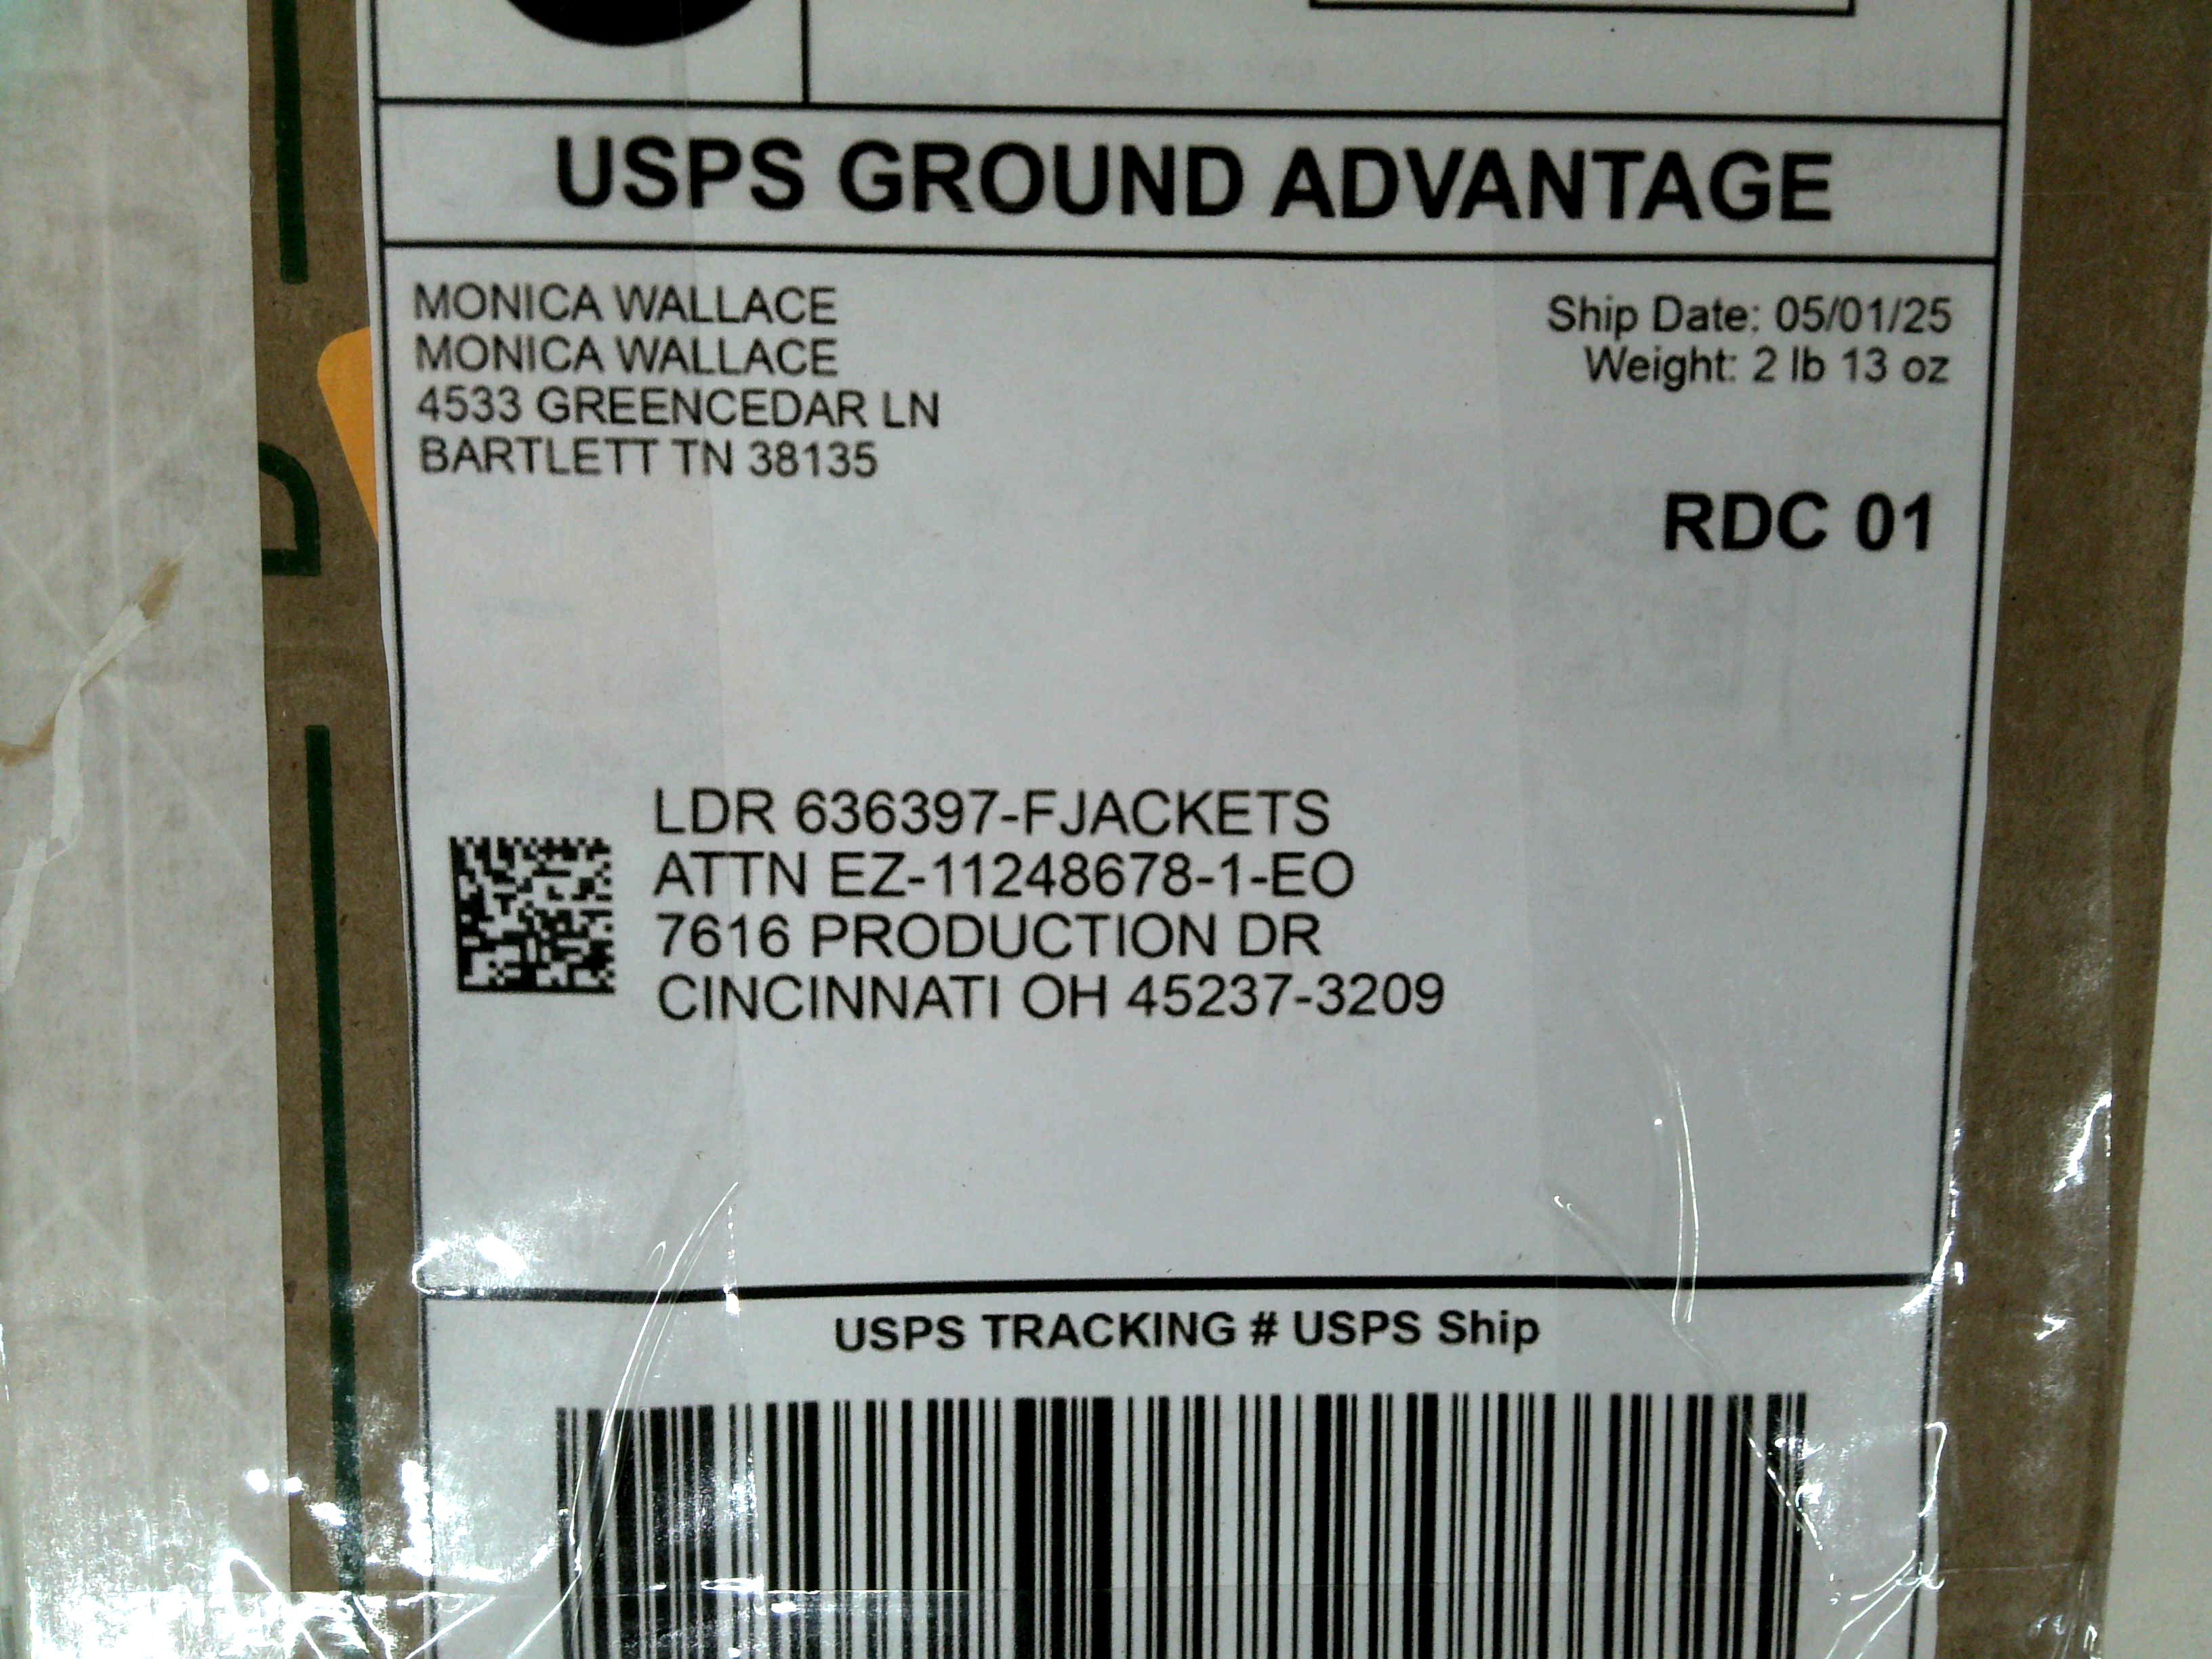 USPS GROUND ADVANTAGE
MONICA WALLACE
MONICA WALLACE
4533 GREENCEDAR LN
BARTLETT TN 38135
Ship Date: 05/01/25
Weight: 2 lb 13 oz
RDC 01
LDR 636397-FJACKETS
ATTN EZ-11248678-1-EO
7616 PRODUCTION DR
CINCINNATI OH 45237-3209
USPS TRACKING # USPS Ship